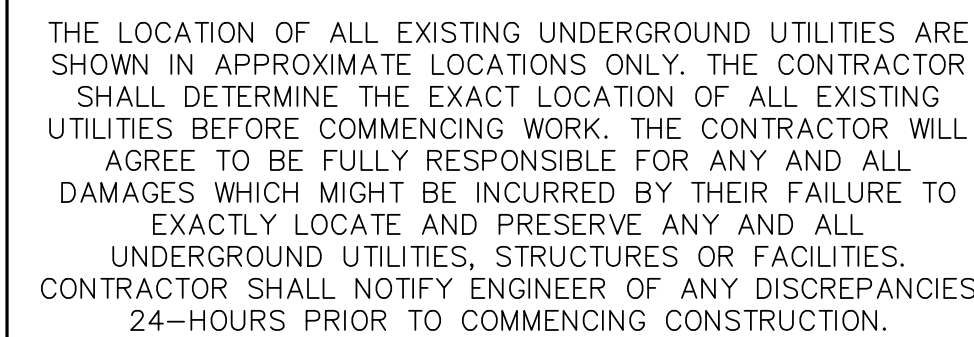 THE LOCATION OF ALL EXISTING UNDERGROUND UTILITIES ARE
SHOWN IN APPROXIMATE LOCATIONS ONLY. THE CONTRACTOR
SHALL DETERMINE THE EXACT LOCATION OF ALL EXISTING
UTILITIES BEFORE COMMENCING WORK. THE CONTRACTOR WILL
AGREE TO BE FULLY RESPONSIBLE FOR ANY AND ALL
DAMAGES WHICH MIGHT BE INCURRED BY THEIR FAILURE TO
EXACTLY LOCATE AND PRESERVE ANY AND ALL
UNDERGROUND UTILITIES, STRUCTURES OR FACILITIES.
CONTRACTOR SHALL NOTIFY ENGINEER OF ANY DISCREPANCIES
24–HOURS PRIOR TO COMMENCING CONSTRUCTION.